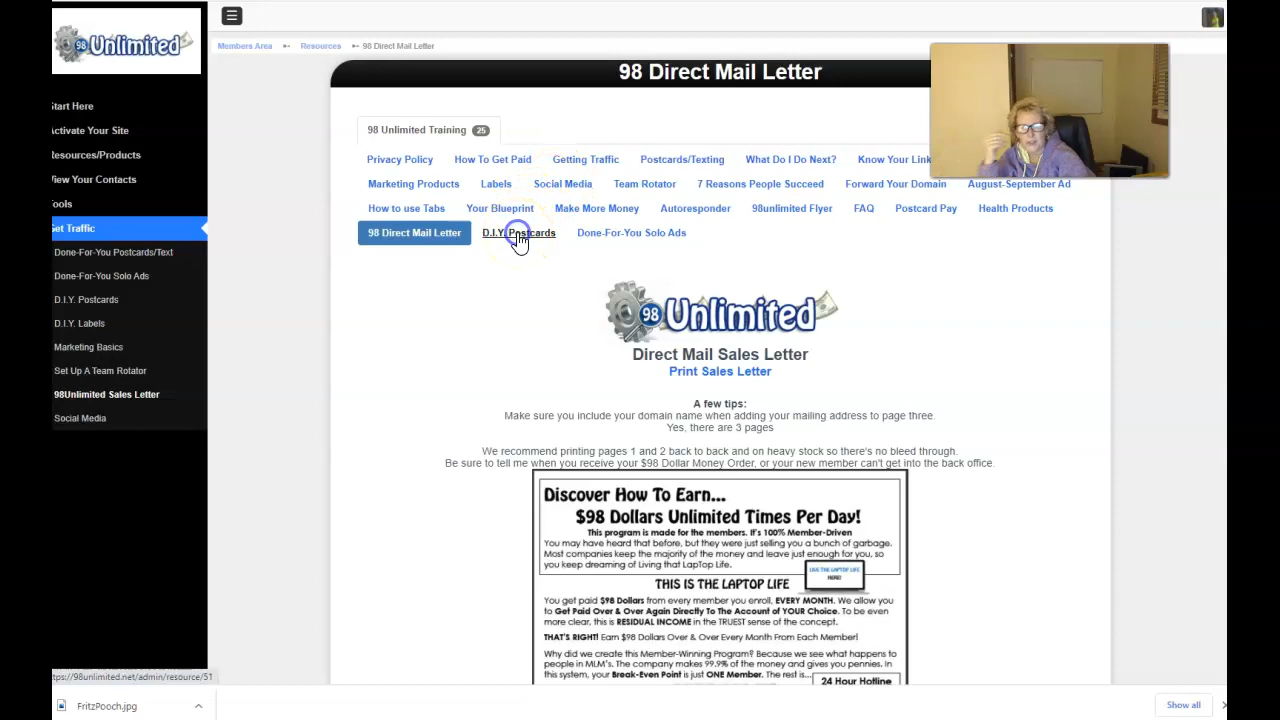 98 Unlimited
Start Here
Activate Your Site
Resources/Products
View Your Contacts
Tools
Get Traffic
Done-For-You Postcards/Text
Done-For-You Solo Ads
D.I.Y. Postcards
D.I.Y. Labels
Marketing Basics
Set Up A Team Rotator
98Unlimited Sales Letter
Social Media
Members Area Resources 98 Direct Mail Letter
98 Direct Mail Letter
98 Unlimited Training 25
Privacy Policy How To Get Paid Getting Traffic Postcards/Texting What Do I Do Next? Know Your Link
Marketing Products Labels Social Media Team Rotator 7 Reasons People Succeed Forward Your Domain August-September Ad
How to use Tabs Your Blueprint Make More Money Autoresponder 98unlimited Flyer FAQ Postcard Pay Health Products
98 Direct Mail Letter D.I.Y. Postcards Done-For-You Solo Ads
98 Unlimited
Direct Mail Sales Letter
Print Sales Letter
A few tips:
Make sure you include your domain name when adding your mailing address to page three.
Yes, there are 3 pages
We recommend printing pages 1 and 2 back to back and on heavy stock so there's no bleed through.
Be sure to tell me when you receive your $98 Dollar Money Order, or your new member can't get into the back office.
Discover How To Earn...
$98 Dollars Unlimited Times Per Day!
This program is made for the members. It's 100% Member-Driven
You may have heard that before, but they were just selling you a bunch of garbage.
Most companies keep the majority of the money and leave just enough for you, so
you keep dreaming of Living that LapTop Life.
LIVE THE LAPTOP LIFE
HERE!
THIS IS THE LAPTOP LIFE
You get paid $98 Dollars from every member you enroll, EVERY MONTH. We allow you
to Get Paid Over & Over Again Directly To The Account of YOUR Choice. To be even
more clear, this is RESIDUAL INCOME in the TRUEST sense of the concept.
THAT'S RIGHT! Earn $98 Dollars Over & Over Every Month From Each Member!
Why did we create this Member-Winning Program? Because we see what happens to
people in MLM's. The company makes 99.9% of the money and gives you pennies. In
this system, your Break-Even Point is just ONE Member. The rest is...
24 Hour Hotline
ttps://98unlimited.net/admin/resource/51
FritzPooch.jpg
Show all